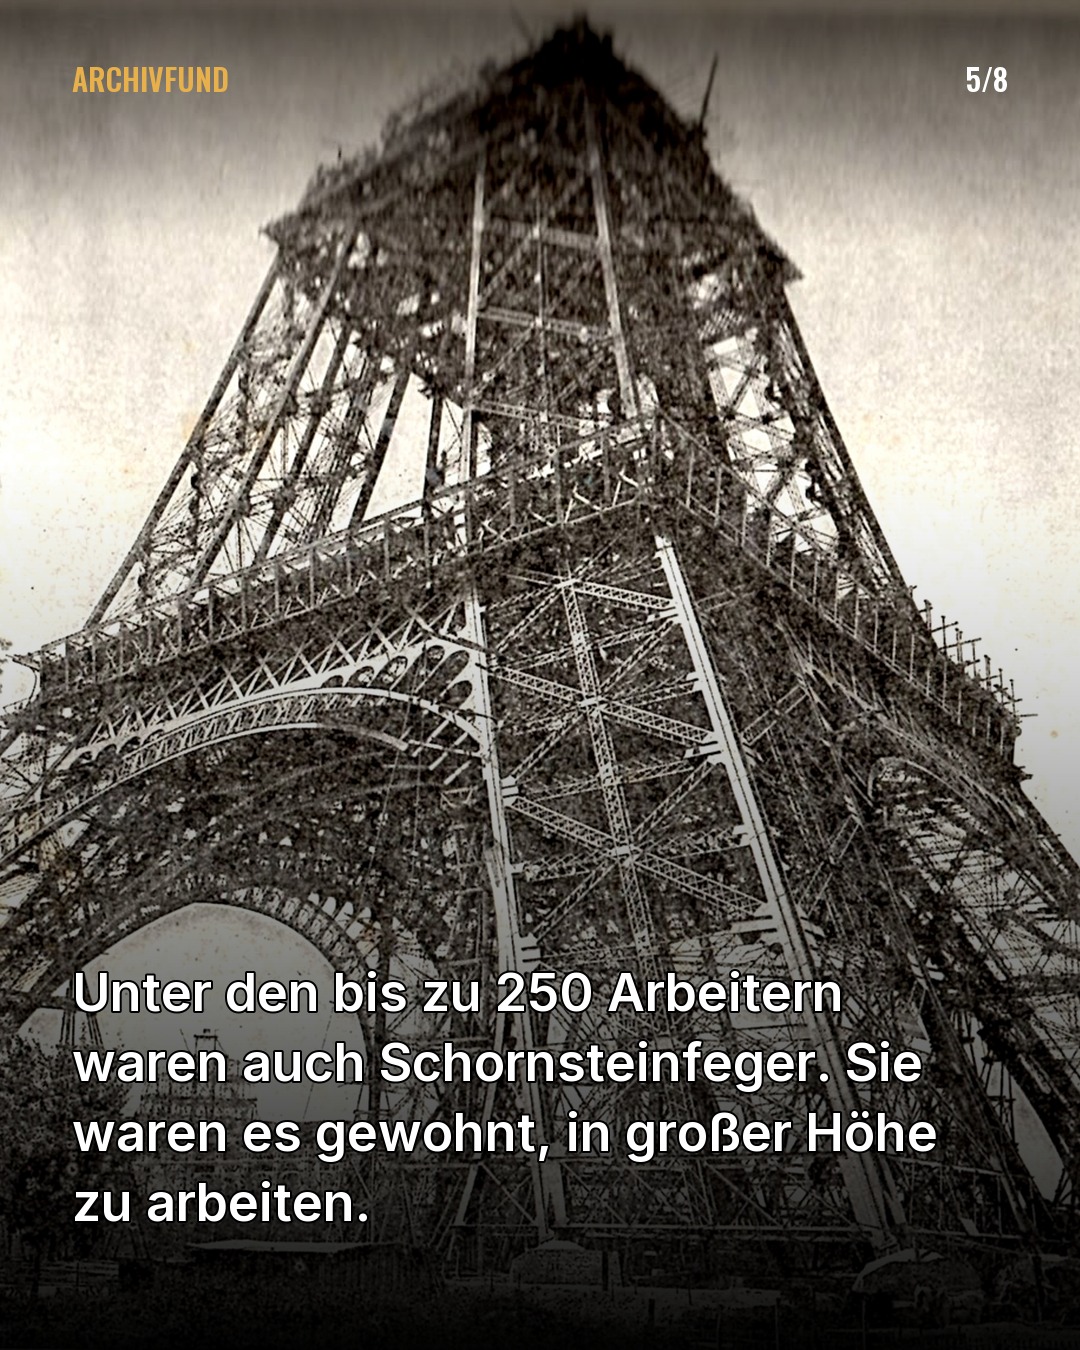 ARCHIVFUND
5/8
Unter den bis zu 250 Arbeitern
waren auch Schornsteinfeger. Sie
waren es gewohnt, in großer Höhe
zu arbeiten.